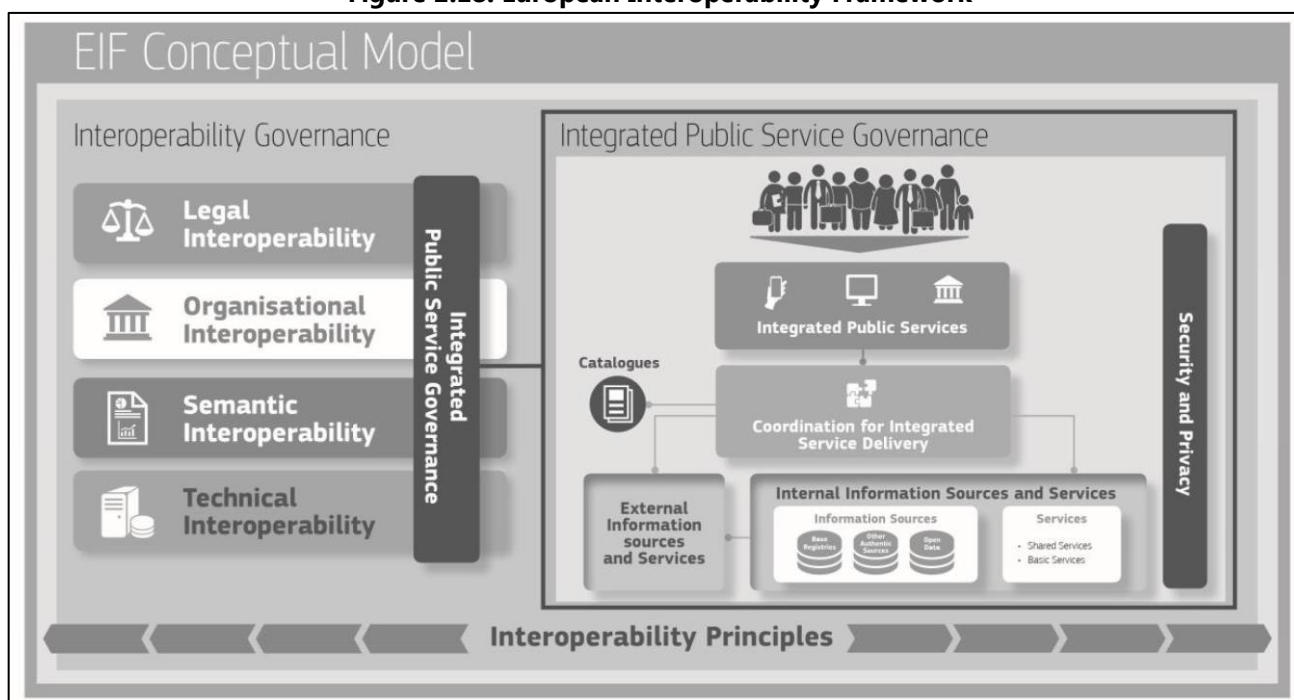 Figure 2.28: European Interoperability Framework
EIF Conceptual Model
Interoperability Governance
Legal
Interoperability
Organisational
Interoperability
Semantic
Interoperability
Technical
Interoperability
Integrated
Public Service Governance
Integrated Public Service Governance
Integrated Public Services
Catalogues
Coordination for Integrated
Service Delivery
External
Information
sources
and Services
Internal Information Sources and Services
Information Sources
Base
Registries
Other
Authentic
Sources
Open
Data
Services
• Shared Services
• Basic Services
Security and Privacy
Interoperability Principles